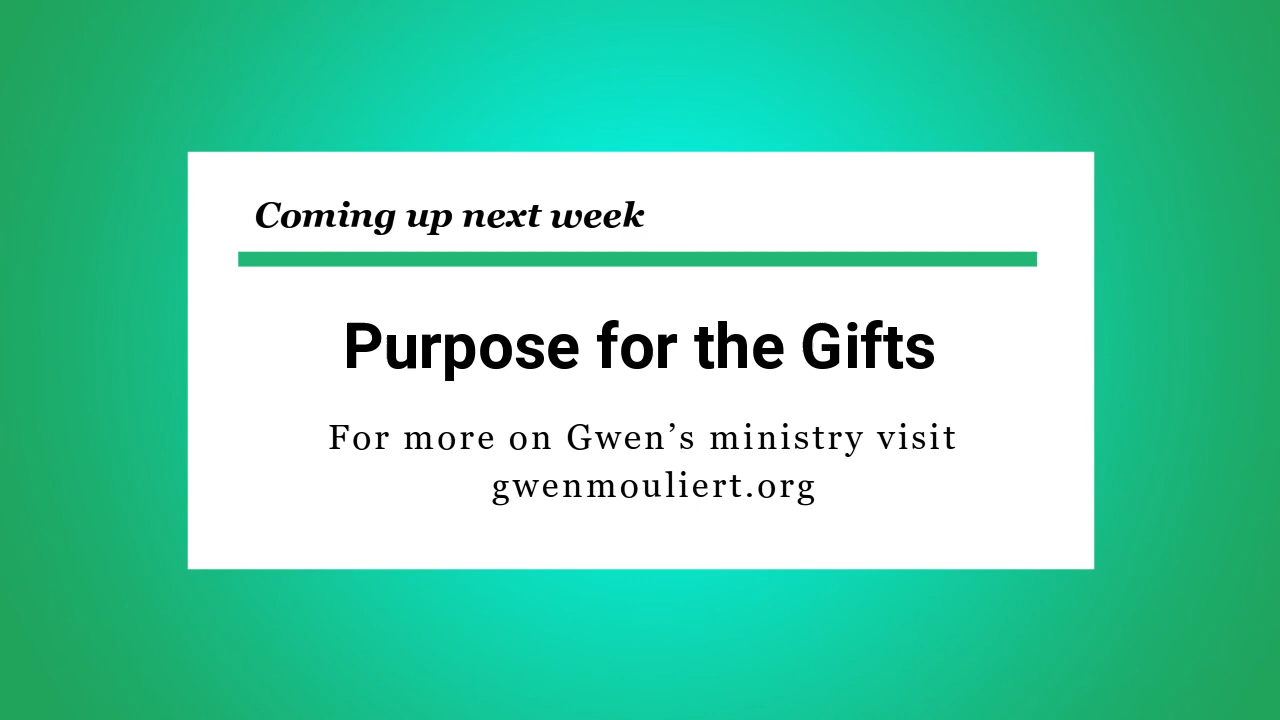 Coming up next week
Purpose for the Gifts
For more on Gwen’s ministry visit
gwenmouliert.org